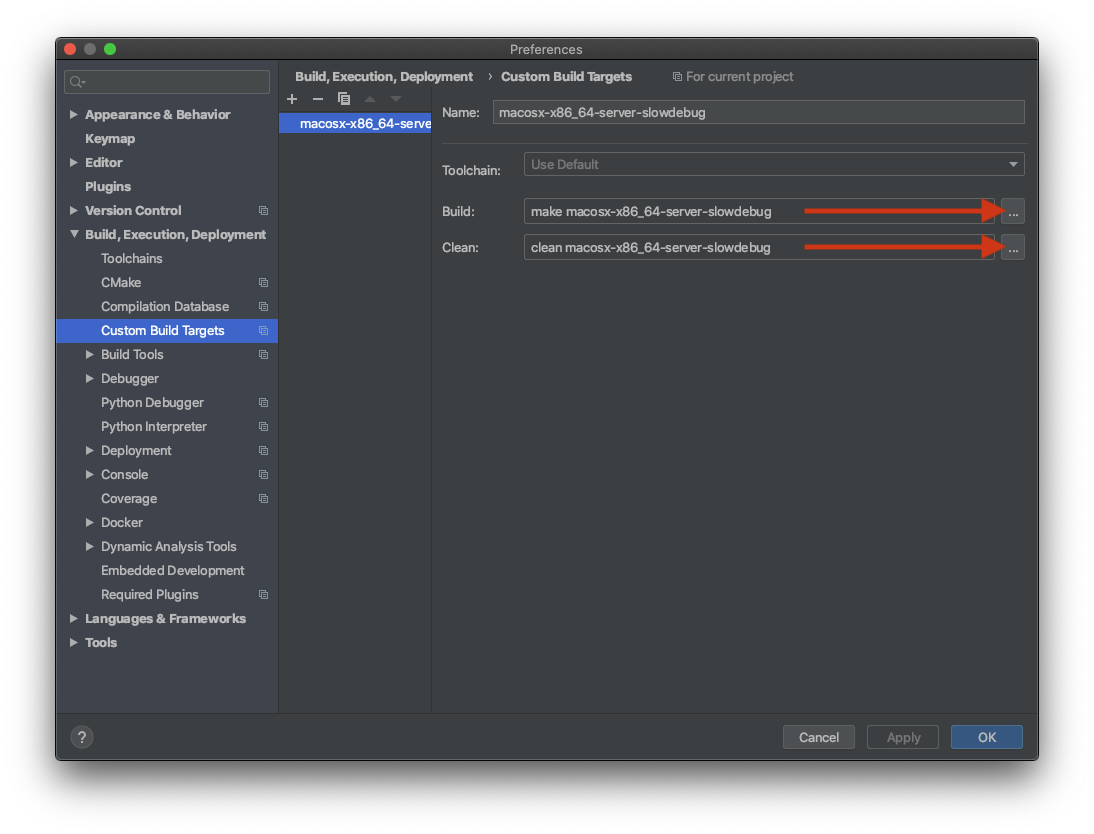 Preferences
Appearance & Behavior
Keymap
Editor
Plugins
Version Control
Build, Execution, Deployment
Toolchains
CMake
Compilation Database
Custom Build Targets
Build Tools
Debugger
Python Debugger
Python Interpreter
Deployment
Console
Coverage
Docker
Dynamic Analysis Tools
Embedded Development
Required Plugins
Languages & Frameworks
Tools
Build, Execution, Deployment › Custom Build Targets For current project
macosx-x86_64-serve
Name: macosx-x86_64-server-slowdebug
Toolchain: Use Default
Build: make macosx-x86_64-server-slowdebug ...
Clean: clean macosx-x86_64-server-slowdebug ...
? Cancel Apply OK